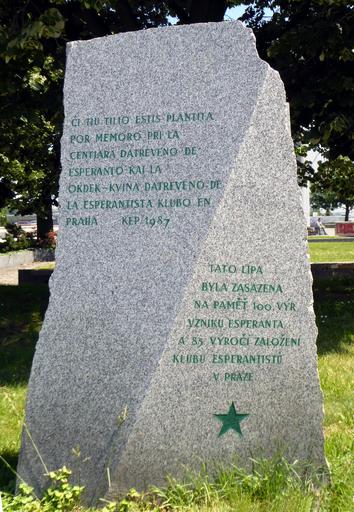 ĈI TIU TILIO ESTIS PLANTITA
POR MEMORO PRI LA
CENTJARA DATREVENO DE
ESPERANTO KAJ LA
OKDEK-KVINA DATREVENO DE
LA ESPERANTISTA KLUBO EN
PRAHA KEP 1987
TATO LÍPA
BYLA ZASAZENA
NA PAMĚŤ 100. VÝR.
VZNIKU ESPERANTA
A 85. VÝROČÍ ZALOŽENÍ
KLUBU ESPERANTISTŮ
V PRAZE